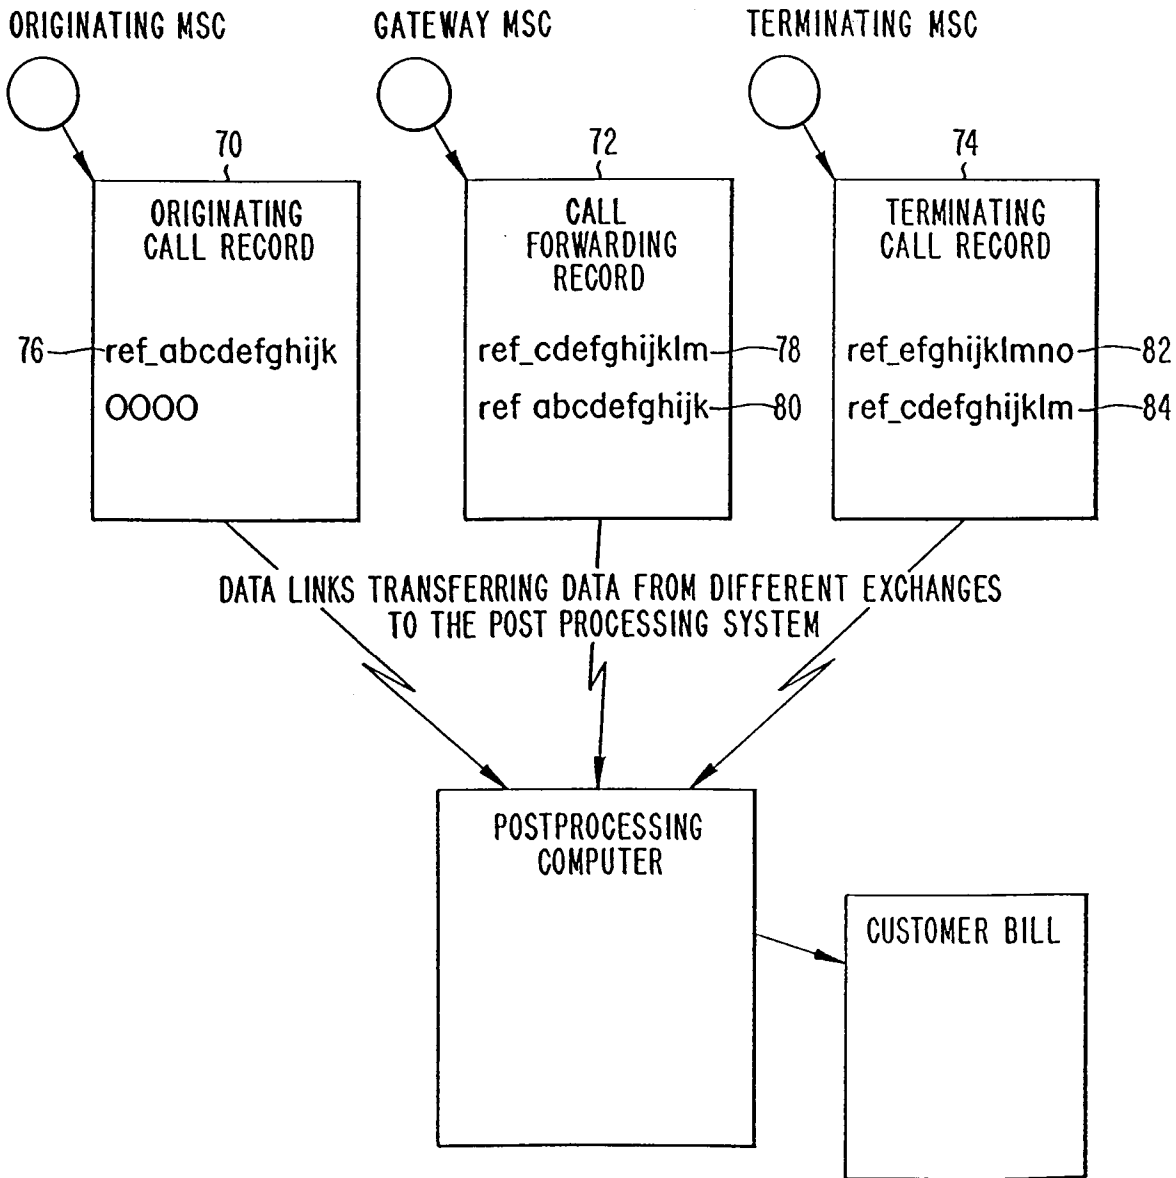 ORIGINATING MSC
GATEWAY MSC
TERMINATING MSC
70
72
74
ORIGINATING
CALL RECORD
CALL
FORWARDING
RECORD
TERMINATING
CALL RECORD
76
ref_abcdefghijk
OOOO
ref_cdefghijklm
78
ref abcdefghijk
80
ref_efghijklmno
82
ref_cdefghijklm
84
DATA LINKS TRANSFERRING DATA FROM DIFFERENT EXCHANGES
TO THE POST PROCESSING SYSTEM
POSTPROCESSING
COMPUTER
CUSTOMER BILL